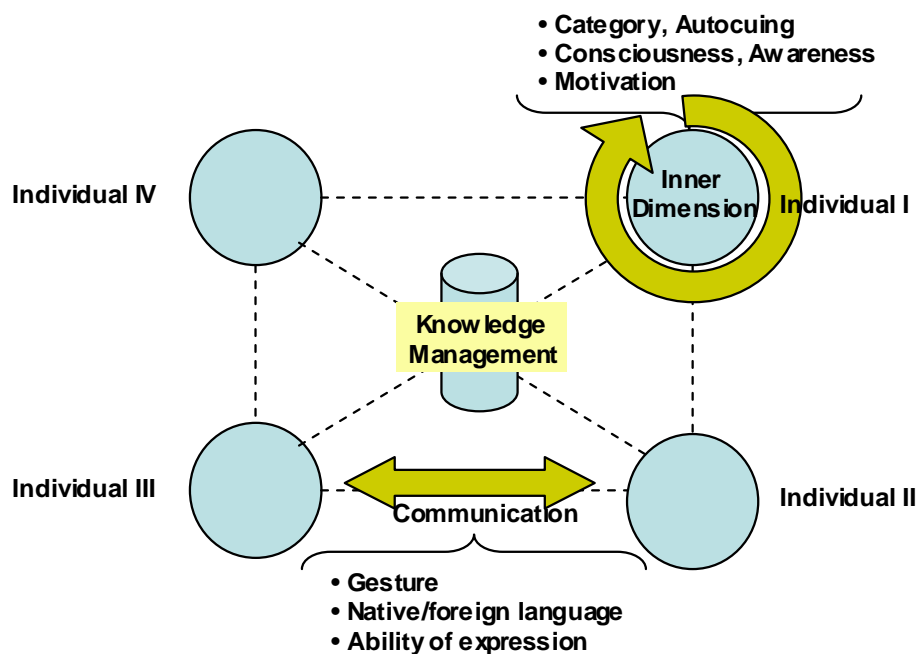 • Category, Autocuing
• Consciousness, Awareness
• Motivation
Individual IV
Inner
Dimension
Individual I
Knowledge
Management
Individual III
Individual II
Communication
• Gesture
• Native/foreign language
• Ability of expression